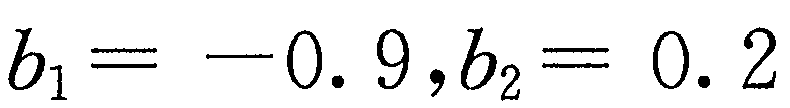 b₁ = −0.9, b₂ = 0.2